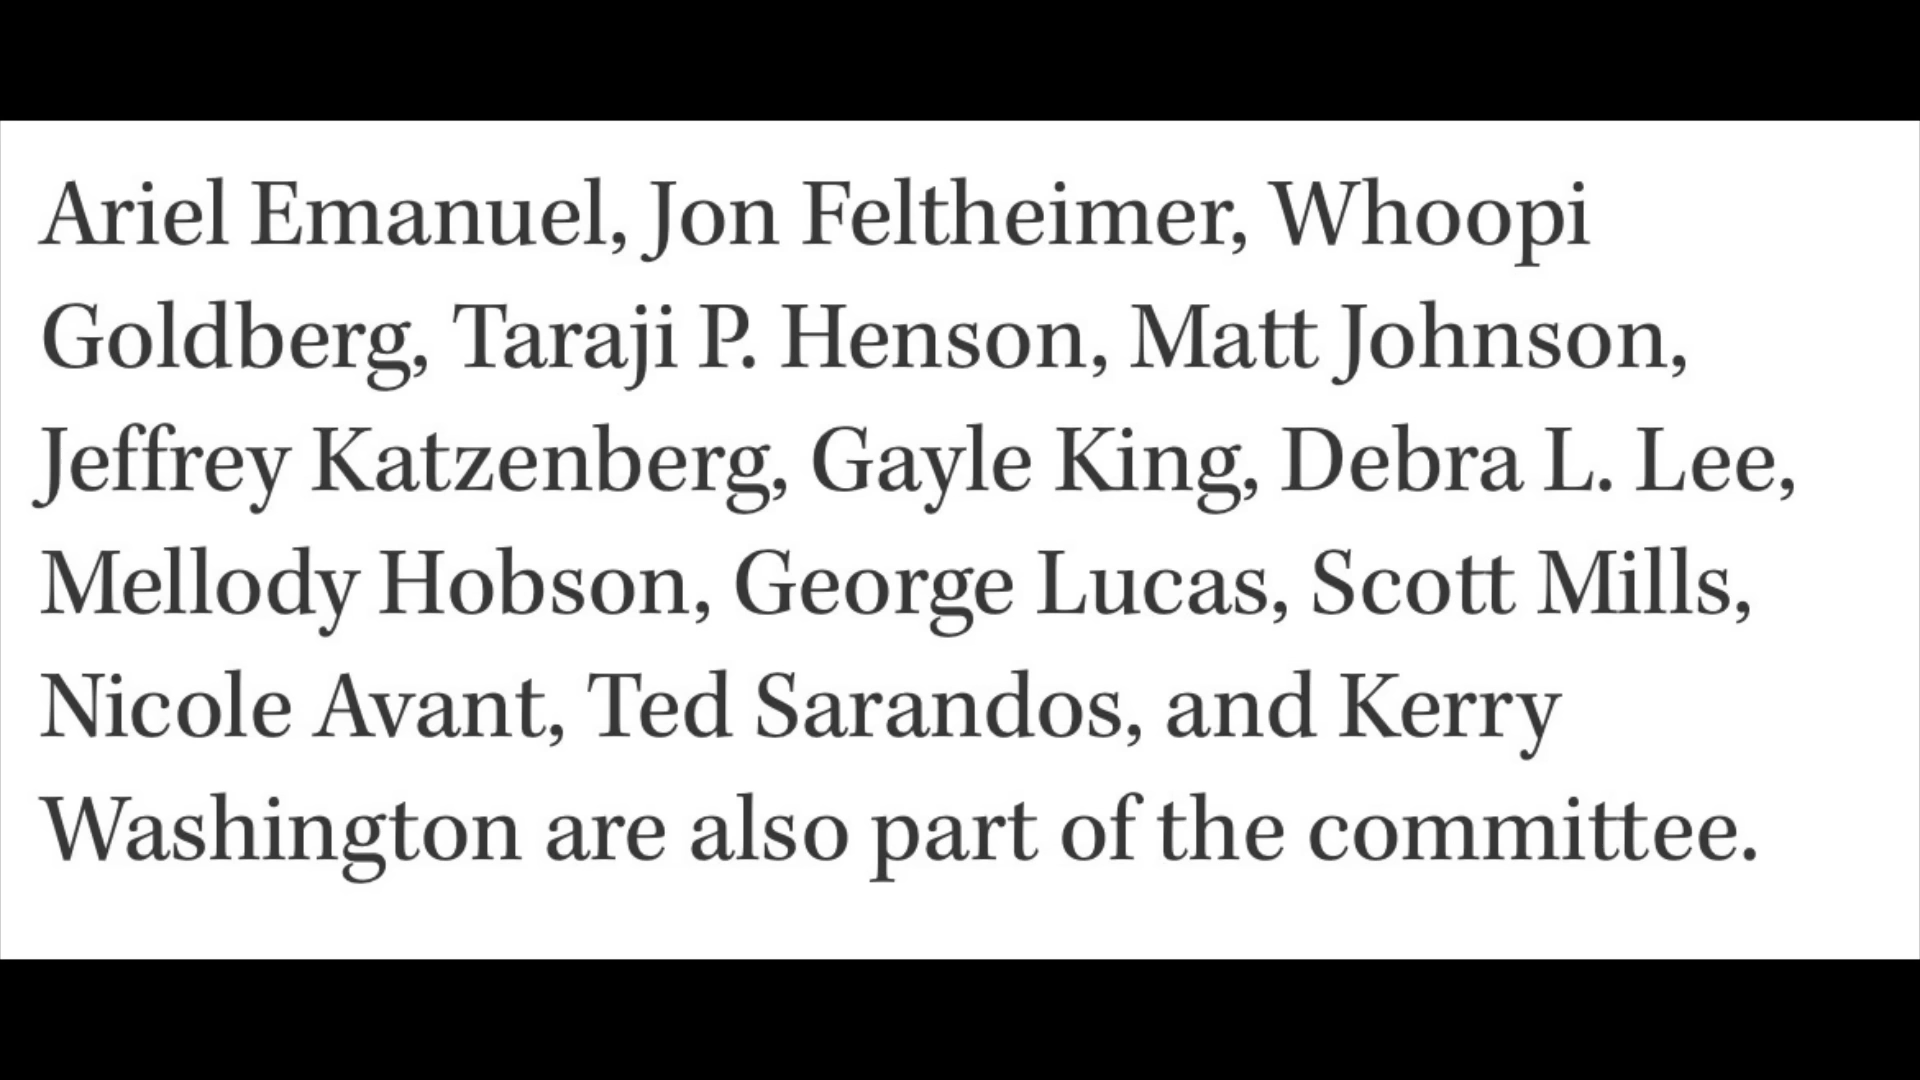 Ariel Emanuel, Jon Feltheimer, Whoopi
Goldberg, Taraji P. Henson, Matt Johnson,
Jeffrey Katzenberg, Gayle King, Debra L. Lee,
Mellody Hobson, George Lucas, Scott Mills,
Nicole Avant, Ted Sarandos, and Kerry
Washington are also part of the committee.